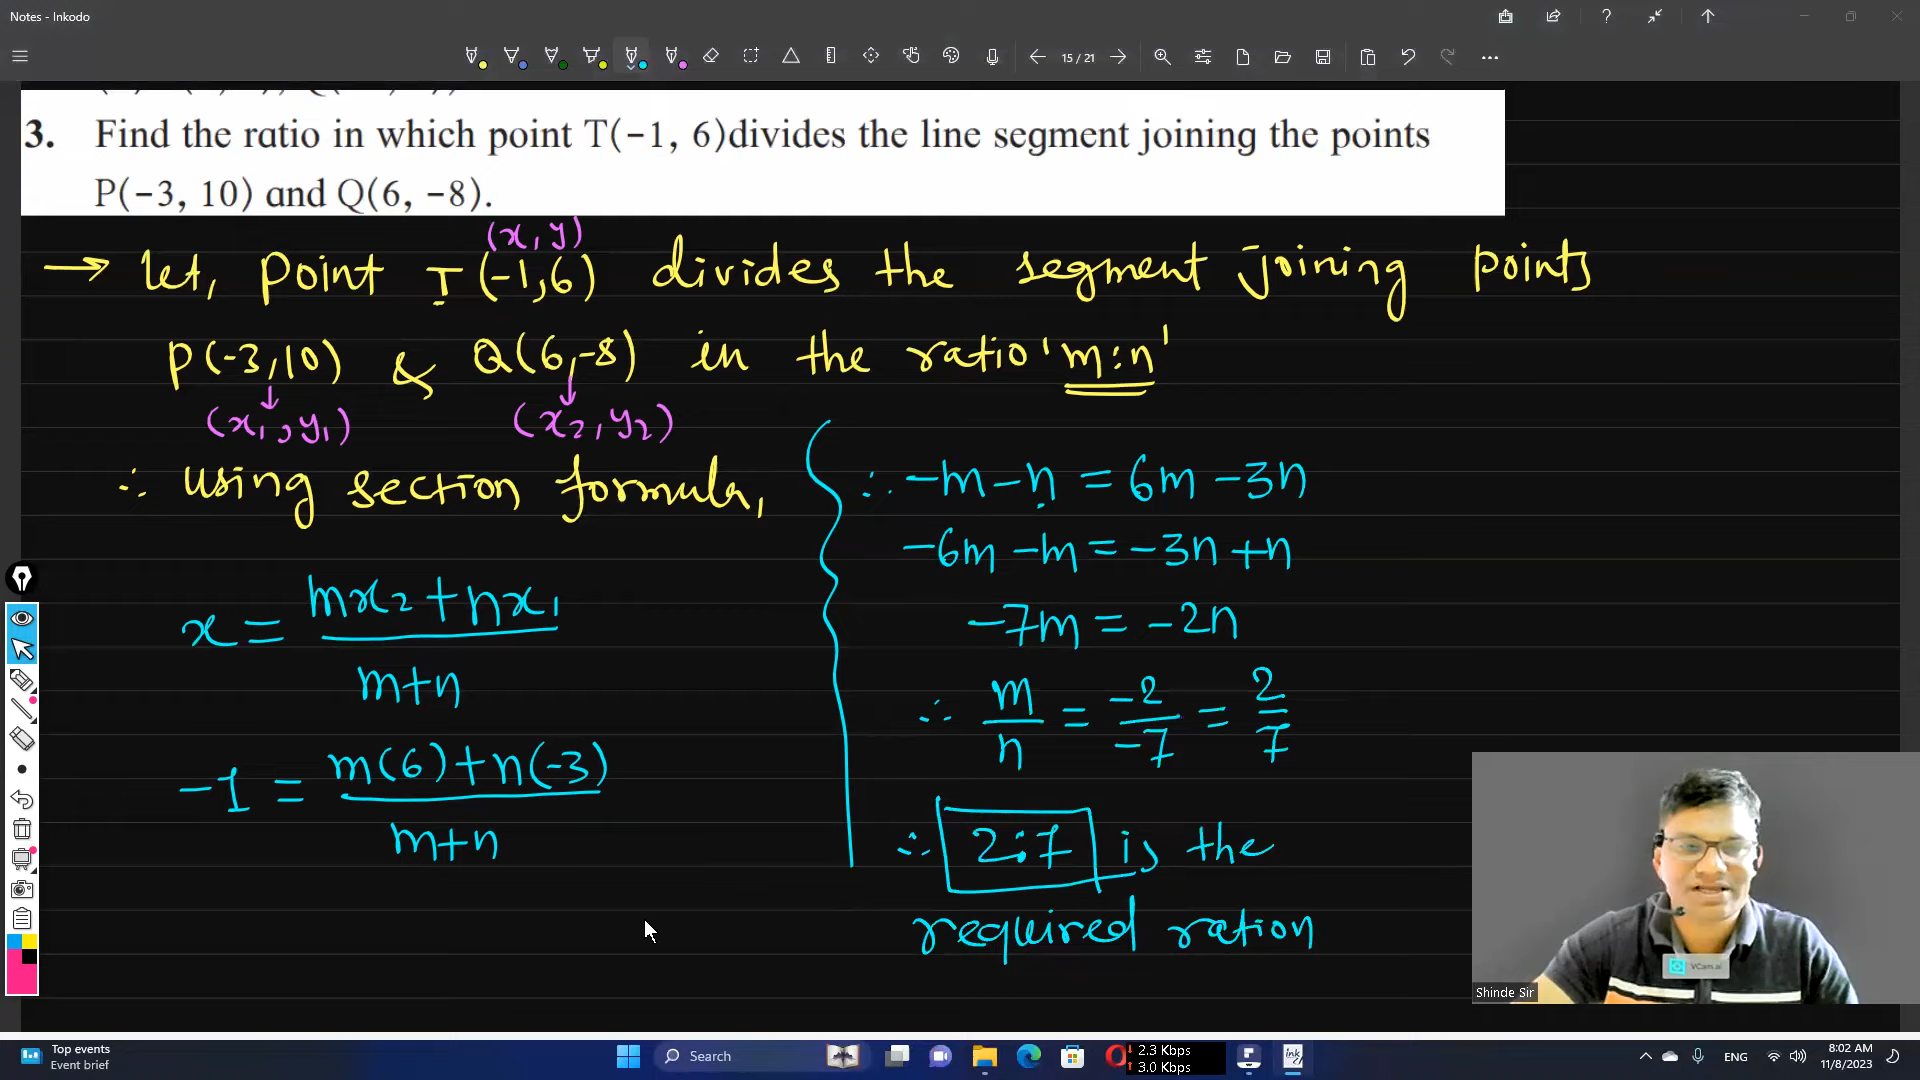 Notes - Inkodo
15 / 21
3. Find the ratio in which point T(−1, 6)divides the line segment joining the points
P(−3, 10) and Q(6, −8).
(x, y)
→ let, point T (-1,6) divides the segment joining points
P(-3,10) & Q(6,-8) in the ratio 'm:n'
(x1, y1) (x2, y2)
∴ using section formula,
x = mx2 + nx1
m+n
-1 = m(6)+n(-3)
m+n
∴ -m-n = 6m-3n
-6m-m = -3n+n
-7m = -2n
∴ m/n = -2/-7 = 2/7
∴ 2:7 is the
required ration
VCam.ai
Shinde Sir
Top events
Event brief
Search
2.3 Kbps
3.0 Kbps
ENG
8:02 AM
11/8/2023